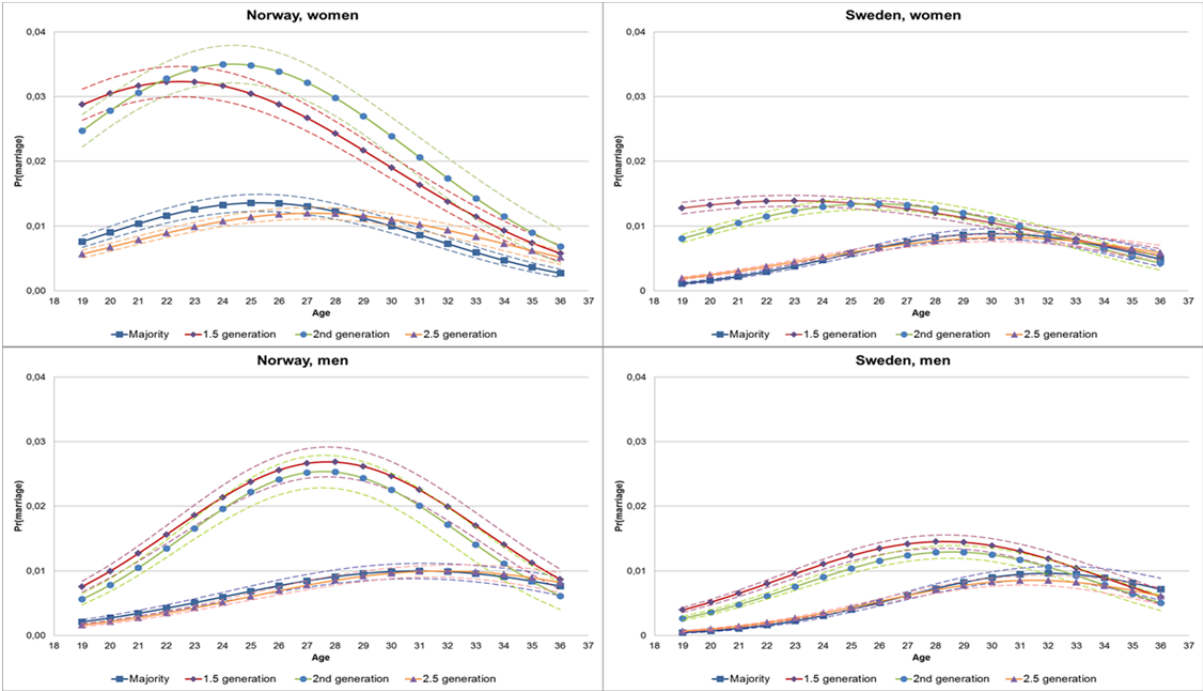 Norway, women
0,04
0,03
0,02
0,01
0,00
Pr(marriage)
18 19 20 21 22 23 24 25 26 27 28 29 30 31 32 33 34 35 36 37
Age
Majority 1.5 generation 2nd generation 2.5 generation
Sweden, women
0,04
0,03
0,02
0,01
0
Pr(marriage)
18 19 20 21 22 23 24 25 26 27 28 29 30 31 32 33 34 35 36 37
Age
Majority 1.5 generation 2nd generation 2.5 generation
Norway, men
0,04
0,03
0,02
0,01
0,00
Pr(marriage)
18 19 20 21 22 23 24 25 26 27 28 29 30 31 32 33 34 35 36 37
Age
Majority 1.5 generation 2nd generation 2.5 generation
Sweden, men
0,04
0,03
0,02
0,01
0
Pr(marriage)
18 19 20 21 22 23 24 25 26 27 28 29 30 31 32 33 34 35 36 37
Age
Majority 1.5 generation 2nd generation 2.5 generation